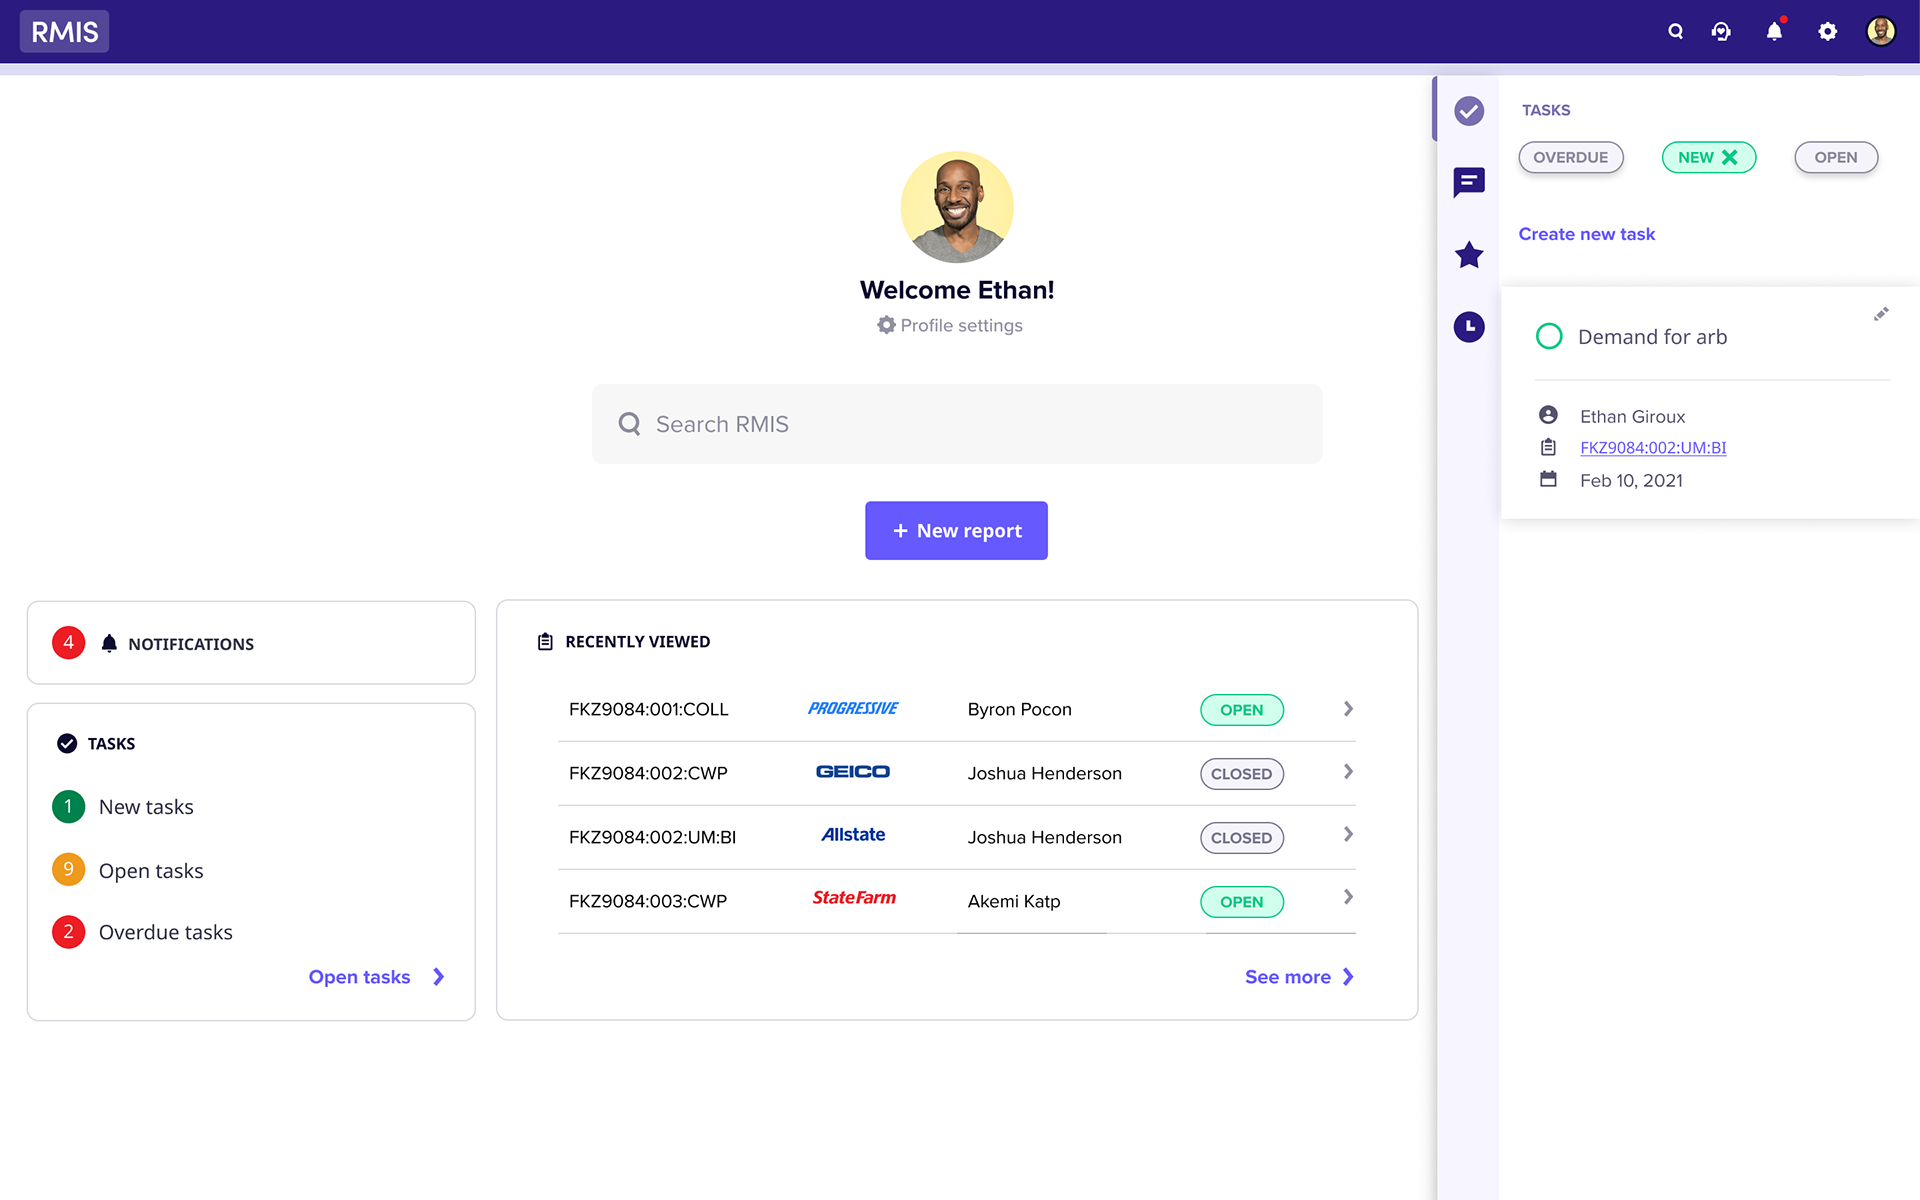 RMIS
TASKS
OVERDUE
NEW
OPEN
Create new task
Demand for arb
Ethan Giroux
FKZ9084:002:UM:BI
Feb 10, 2021
Welcome Ethan!
Profile settings
Search RMIS
+ New report
4 NOTIFICATIONS
TASKS
1 New tasks
9 Open tasks
2 Overdue tasks
Open tasks
RECENTLY VIEWED
FKZ9084:001:COLL PROGRESSIVE Byron Pocon OPEN
FKZ9084:002:CWP GEICO Joshua Henderson CLOSED
FKZ9084:002:UM:BI Allstate Joshua Henderson CLOSED
FKZ9084:003:CWP StateFarm Akemi Katp OPEN
See more